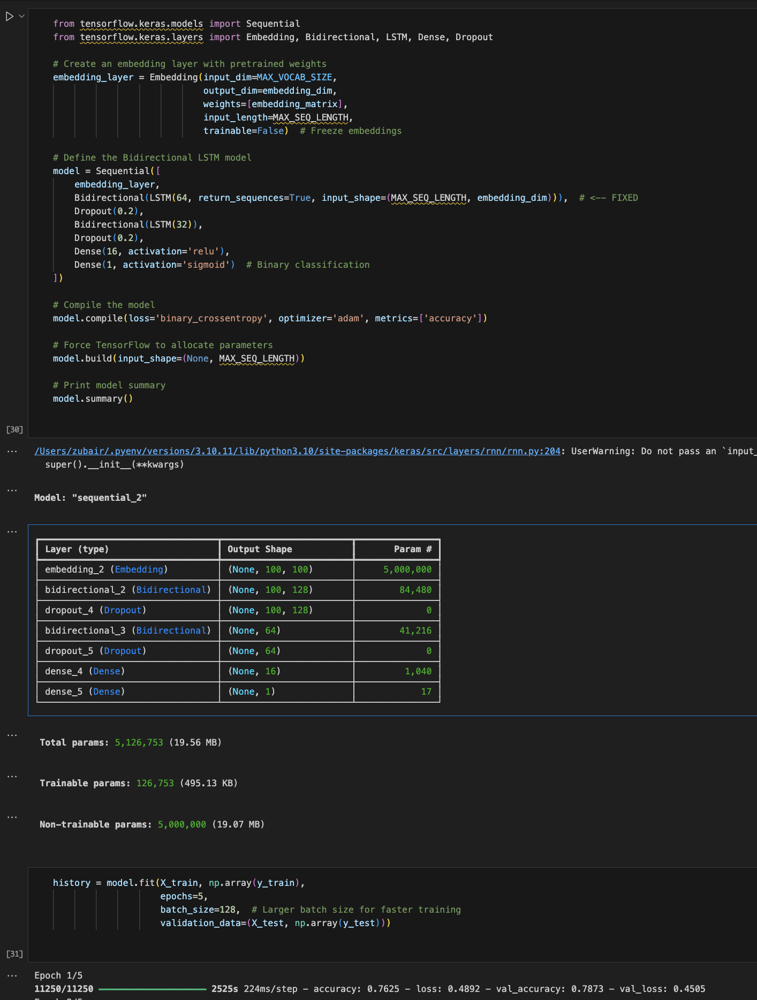 from tensorflow.keras.models import Sequential
from tensorflow.keras.layers import Embedding, Bidirectional, LSTM, Dense, Dropout
# Create an embedding layer with pretrained weights
embedding_layer = Embedding(input_dim=MAX_VOCAB_SIZE,
output_dim=embedding_dim,
weights=[embedding_matrix],
input_length=MAX_SEQ_LENGTH,
trainable=False)  # Freeze embeddings
# Define the Bidirectional LSTM model
model = Sequential([
embedding_layer,
Bidirectional(LSTM(64, return_sequences=True, input_shape=(MAX_SEQ_LENGTH, embedding_dim))),  # <-- FIXED
Dropout(0.2),
Bidirectional(LSTM(32)),
Dropout(0.2),
Dense(16, activation='relu'),
Dense(1, activation='sigmoid')  # Binary classification
])
# Compile the model
model.compile(loss='binary_crossentropy', optimizer='adam', metrics=['accuracy'])
# Force TensorFlow to allocate parameters
model.build(input_shape=(None, MAX_SEQ_LENGTH))
# Print model summary
model.summary()
[30]
... /Users/zubair/.pyenv/versions/3.10.11/lib/python3.10/site-packages/keras/src/layers/rnn/rnn.py:204: UserWarning: Do not pass an `input_
super().__init__(**kwargs)
...
Model: "sequential_2"
...
Layer (type) Output Shape Param #
embedding_2 (Embedding) (None, 100, 100) 5,000,000
bidirectional_2 (Bidirectional) (None, 100, 128) 84,480
dropout_4 (Dropout) (None, 100, 128) 0
bidirectional_3 (Bidirectional) (None, 64) 41,216
dropout_5 (Dropout) (None, 64) 0
dense_4 (Dense) (None, 16) 1,040
dense_5 (Dense) (None, 1) 17
...
Total params: 5,126,753 (19.56 MB)
...
Trainable params: 126,753 (495.13 KB)
...
Non-trainable params: 5,000,000 (19.07 MB)
history = model.fit(X_train, np.array(y_train),
epochs=5,
batch_size=128,  # Larger batch size for faster training
validation_data=(X_test, np.array(y_test)))
[31]
... Epoch 1/5
11250/11250 2525s 224ms/step - accuracy: 0.7625 - loss: 0.4892 - val_accuracy: 0.7873 - val_loss: 0.4505